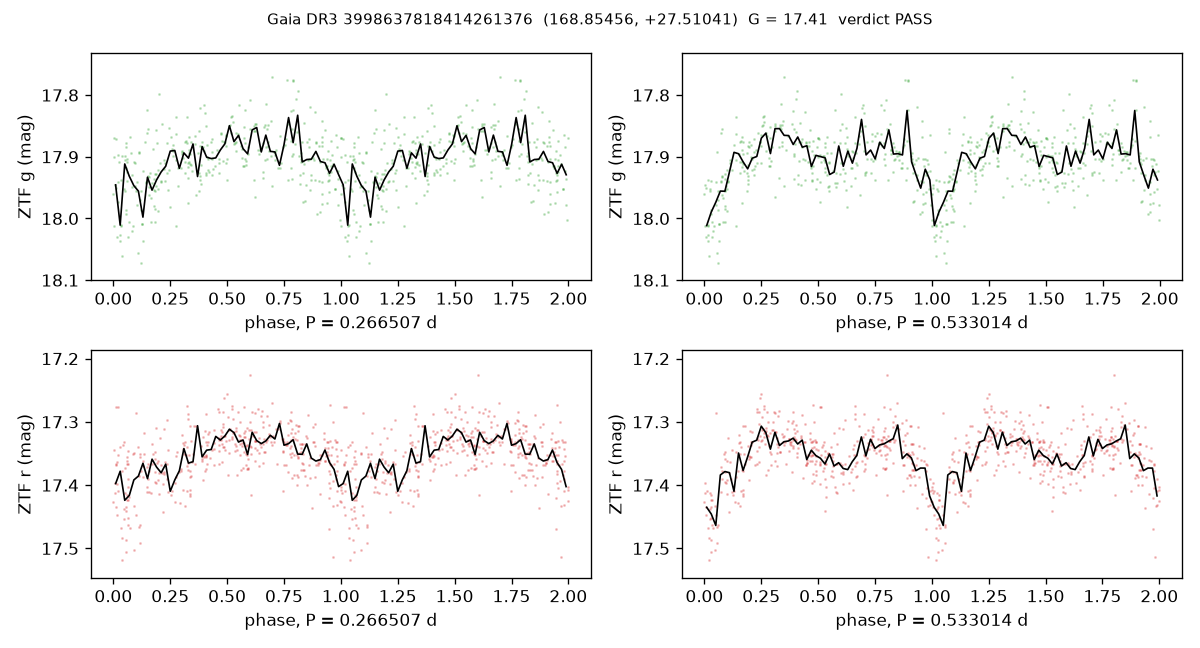 Gaia DR3 3998637818414261376 (168.85456, +27.51041) G = 17.41 verdict PASS
ZTF g (mag)
17.8
17.9
18.0
18.1
0.00 0.25 0.50 0.75 1.00 1.25 1.50 1.75 2.00
phase, P = 0.266507 d
ZTF g (mag)
17.8
17.9
18.0
18.1
0.00 0.25 0.50 0.75 1.00 1.25 1.50 1.75 2.00
phase, P = 0.533014 d
ZTF r (mag)
17.2
17.3
17.4
17.5
0.00 0.25 0.50 0.75 1.00 1.25 1.50 1.75 2.00
phase, P = 0.266507 d
ZTF r (mag)
17.2
17.3
17.4
17.5
0.00 0.25 0.50 0.75 1.00 1.25 1.50 1.75 2.00
phase, P = 0.533014 d